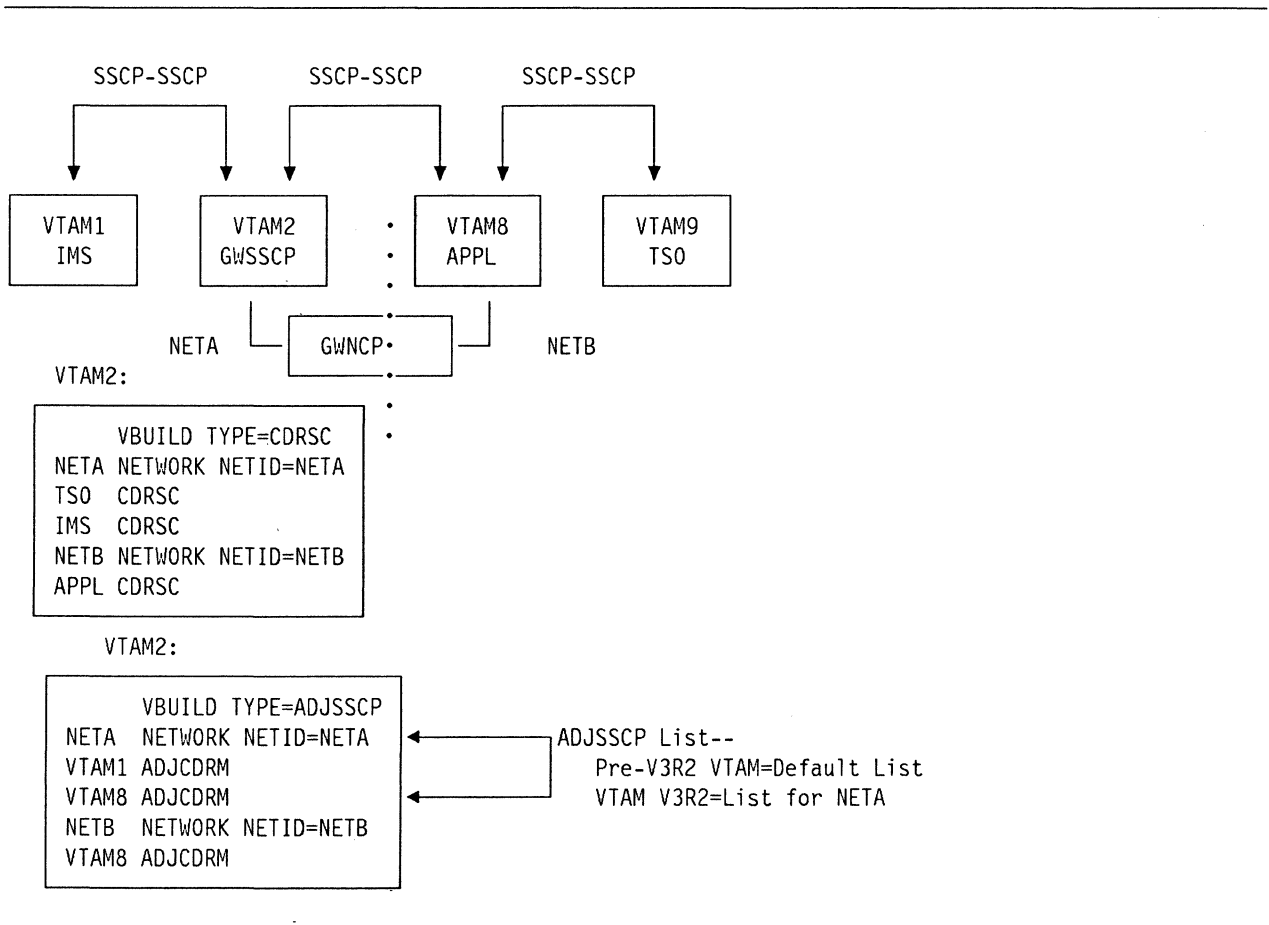 SSCP-SSCP SSCP-SSCP SSCP-SSCP
VTAM1 VTAM2 VTAM8 VTAM9
IMS GWSSCP APPL TSO
NETA GWNCP NETB
VTAM2:
VBUILD TYPE=CDRSC
NETA NETWORK NETID=NETA
TSO CDRSC
IMS CDRSC
NETB NETWORK NETID=NETB
APPL CDRSC
VTAM2:
VBUILD TYPE=ADJSSCP
NETA NETWORK NETID=NETA
VTAM1 ADJCDRM
VTAM8 ADJCDRM
NETB NETWORK NETID=NETB
VTAM8 ADJCDRM
ADJSSCP List--
Pre-V3R2 VTAM=Default List
VTAM V3R2=List for NETA